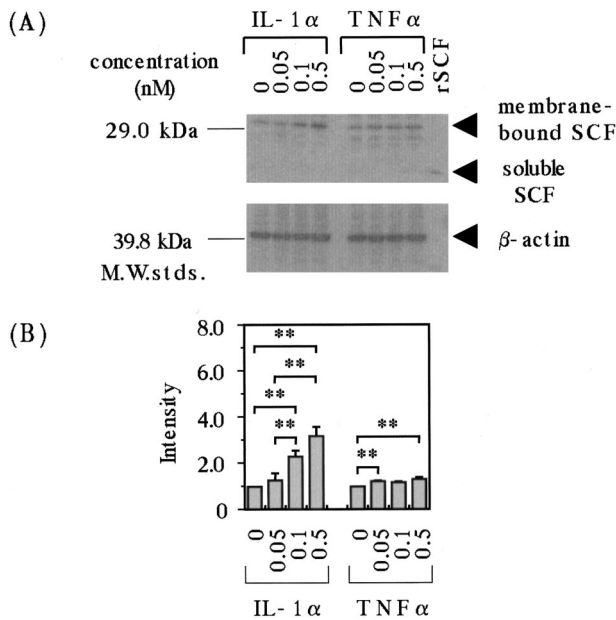 (A)
IL-1α TNFα
concentration (nM)
0 0.05 0.1 0.5 0 0.05 0.1 0.5 rSCF
29.0 kDa
membrane-bound SCF
soluble SCF
39.8 kDa
β-actin
M.W.stds.
(B)
8.0
**
6.0
**
Intensity
4.0
**
**
**
**
2.0
0
0 0.05 0.1 0.5 0 0.05 0.1 0.5
IL-1α TNFα